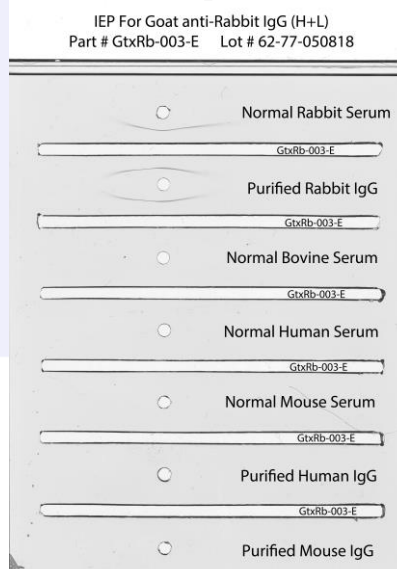 IEP For Goat anti-Rabbit IgG (H+L)
Part # GtxRb-003-E Lot # 62-77-050818
Normal Rabbit Serum
GtxRb-003-E
Purified Rabbit IgG
GtxRb-003-E
Normal Bovine Serum
GtxRb-003-E
Normal Human Serum
GtxRb-003-E
Normal Mouse Serum
GtxRb-003-E
Purified Human IgG
GtxRb-003-E
Purified Mouse IgG